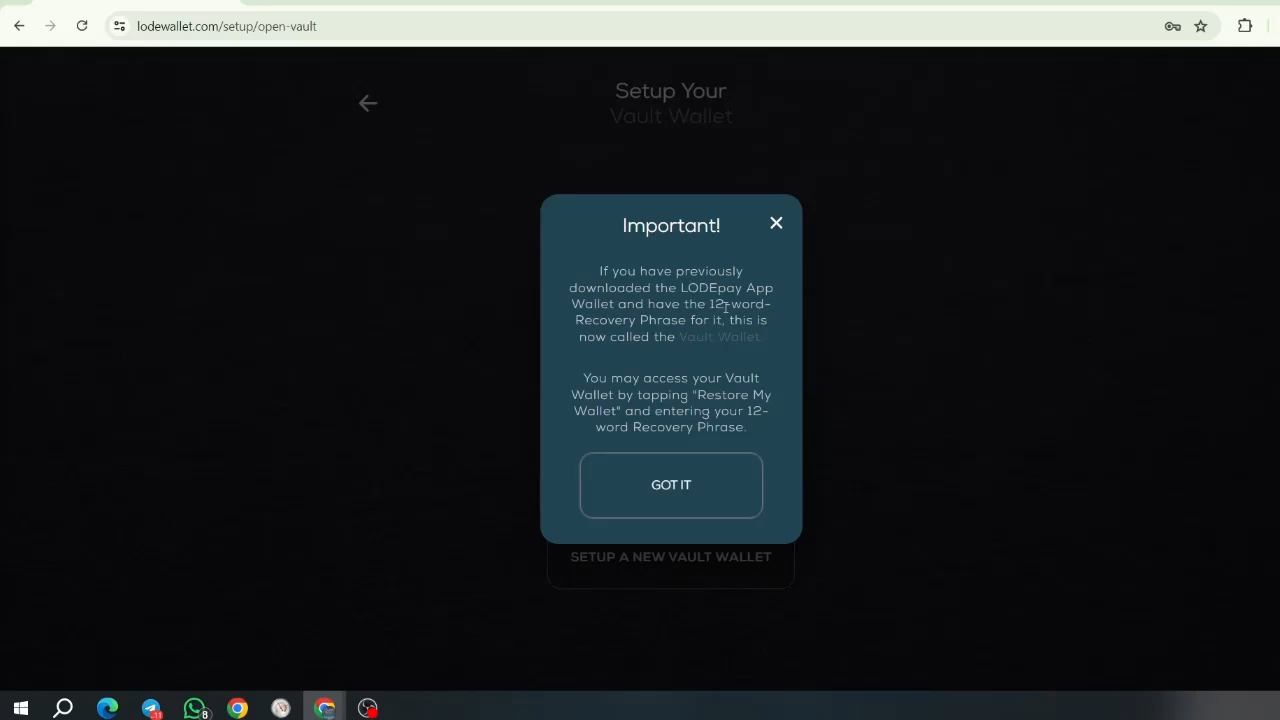 lodewallet.com/setup/open-vault
Setup Your
Vault Wallet
Important!
If you have previously
downloaded the LODEpay App
Wallet and have the 12-word-
Recovery Phrase for it, this is
now called the Vault Wallet.
You may access your Vault
Wallet by tapping "Restore My
Wallet" and entering your 12-
word Recovery Phrase.
GOT IT
SETUP A NEW VAULT WALLET
8